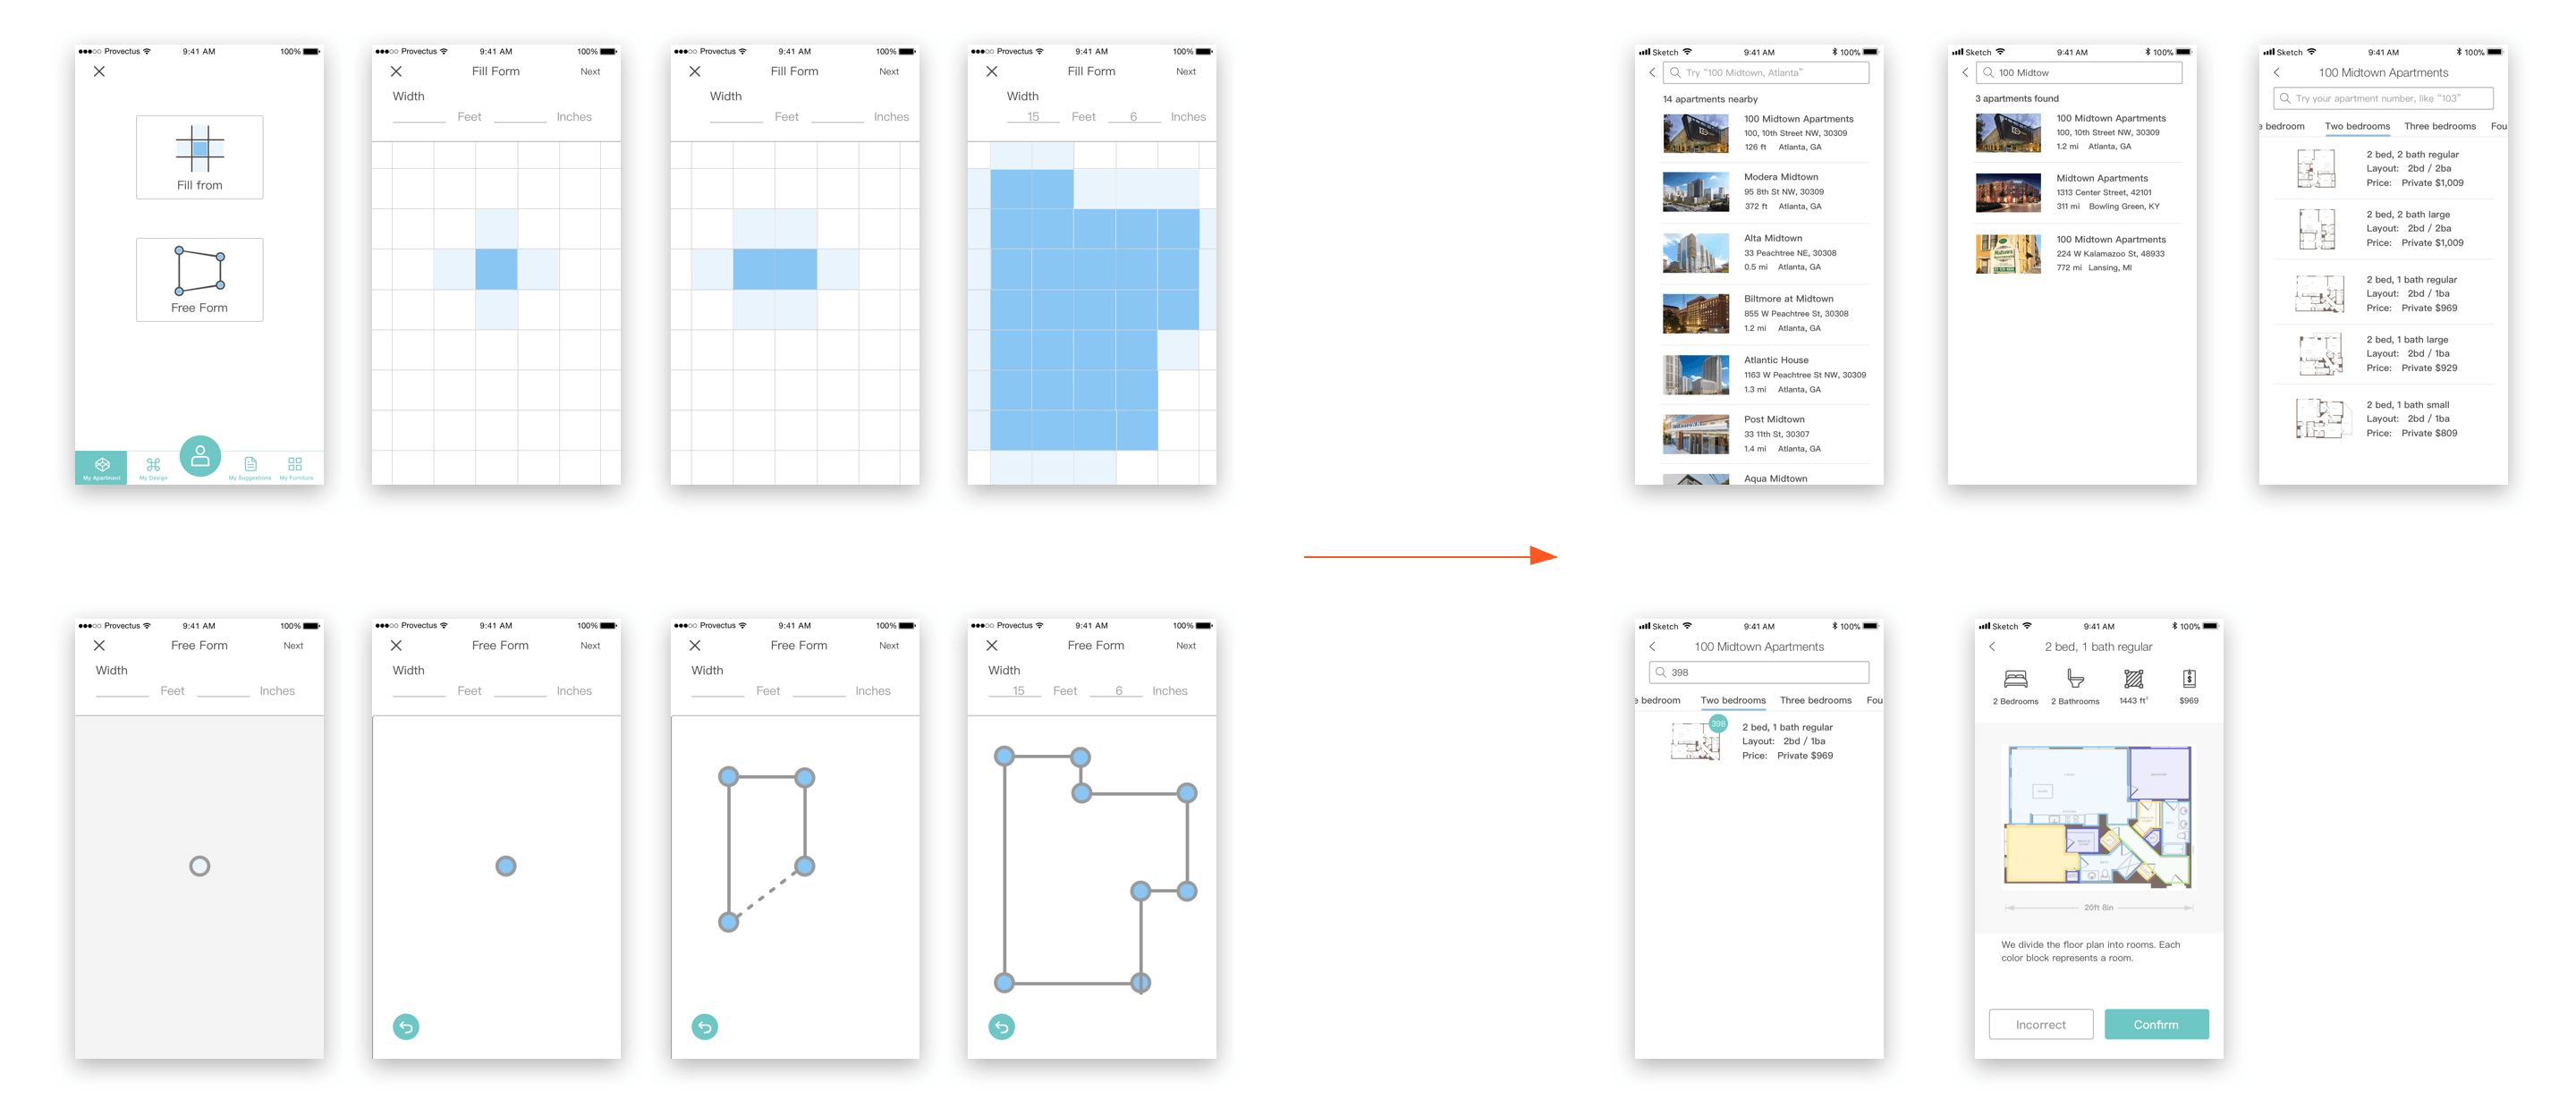 Provectus 9:41 AM 100%
Fill from
Free Form
My Apartment My Design My Suggestions My Furniture
Provectus 9:41 AM 100%
Fill Form Next
Width
Feet Inches
Provectus 9:41 AM 100%
Fill Form Next
Width
Feet Inches
Provectus 9:41 AM 100%
Fill Form Next
Width
15 Feet 6 Inches
Sketch 9:41 AM 100%
Try “100 Midtown, Atlanta”
14 apartments nearby
100 Midtown Apartments
100, 10th Street NW, 30309
126 ft Atlanta, GA
Modera Midtown
95 8th St NW, 30309
372 ft Atlanta, GA
Alta Midtown
33 Peachtree NE, 30308
0.5 mi Atlanta, GA
Biltmore at Midtown
855 W Peachtree St, 30308
1.2 mi Atlanta, GA
Atlantic House
1163 W Peachtree St NW, 30309
1.3 mi Atlanta, GA
Post Midtown
33 11th St, 30307
1.4 mi Atlanta, GA
Aqua Midtown
Sketch 9:41 AM 100%
100 Midtow
3 apartments found
100 Midtown Apartments
100, 10th Street NW, 30309
1.2 mi Atlanta, GA
Midtown Apartments
1313 Center Street, 42101
311 mi Bowling Green, KY
100 Midtown Apartments
224 W Kalamazoo St, 48933
772 mi Lansing, MI
Sketch 9:41 AM 100%
100 Midtown Apartments
Try your apartment number, like “103”
e bedroom Two bedrooms Three bedrooms Fou
2 bed, 2 bath regular
Layout: 2bd / 2ba
Price: Private $1,009
2 bed, 2 bath large
Layout: 2bd / 2ba
Price: Private $1,009
2 bed, 1 bath regular
Layout: 2bd / 1ba
Price: Private $969
2 bed, 1 bath large
Layout: 2bd / 1ba
Price: Private $929
2 bed, 1 bath small
Layout: 2bd / 1ba
Price: Private $809
Provectus 9:41 AM 100%
Free Form Next
Width
Feet Inches
Provectus 9:41 AM 100%
Free Form Next
Width
Feet Inches
Provectus 9:41 AM 100%
Free Form Next
Width
Feet Inches
Provectus 9:41 AM 100%
Free Form Next
Width
15 Feet 6 Inches
Sketch 9:41 AM 100%
100 Midtown Apartments
398
e bedroom Two bedrooms Three bedrooms Fou
398
2 bed, 1 bath regular
Layout: 2bd / 1ba
Price: Private $969
Sketch 9:41 AM 100%
2 bed, 1 bath regular
2 Bedrooms 2 Bathrooms 1443 ft² $969
20ft 8in
We divide the floor plan into rooms. Each
color block represents a room.
Incorrect Confirm